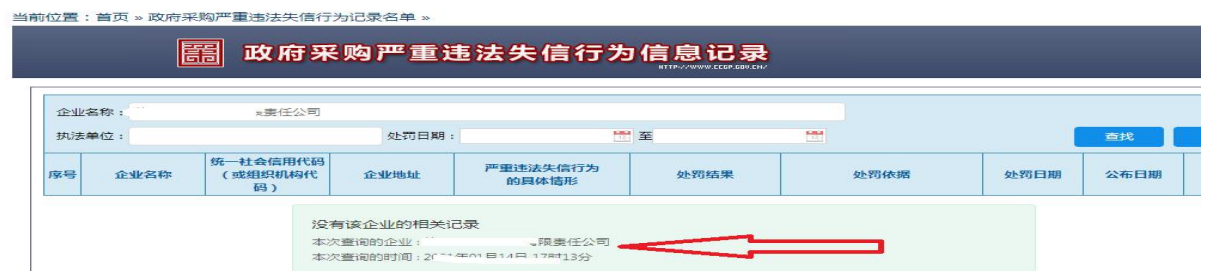 当前位置：首页 » 政府采购严重违法失信行为记录名单 »
政府采购严重违法失信行为信息记录
HTTP://WWW.CCGP.GOV.CN/
企业名称： 责任公司
执法单位： 处罚日期： 至 查找
序号 企业名称 统一社会信用代码（或组织机构代码） 企业地址 严重违法失信行为的具体情形 处罚结果 处罚依据 处罚日期 公布日期
没有该企业的相关记录
本次查询的企业： 限责任公司
本次查询的时间：2 年01月14日 17时13分